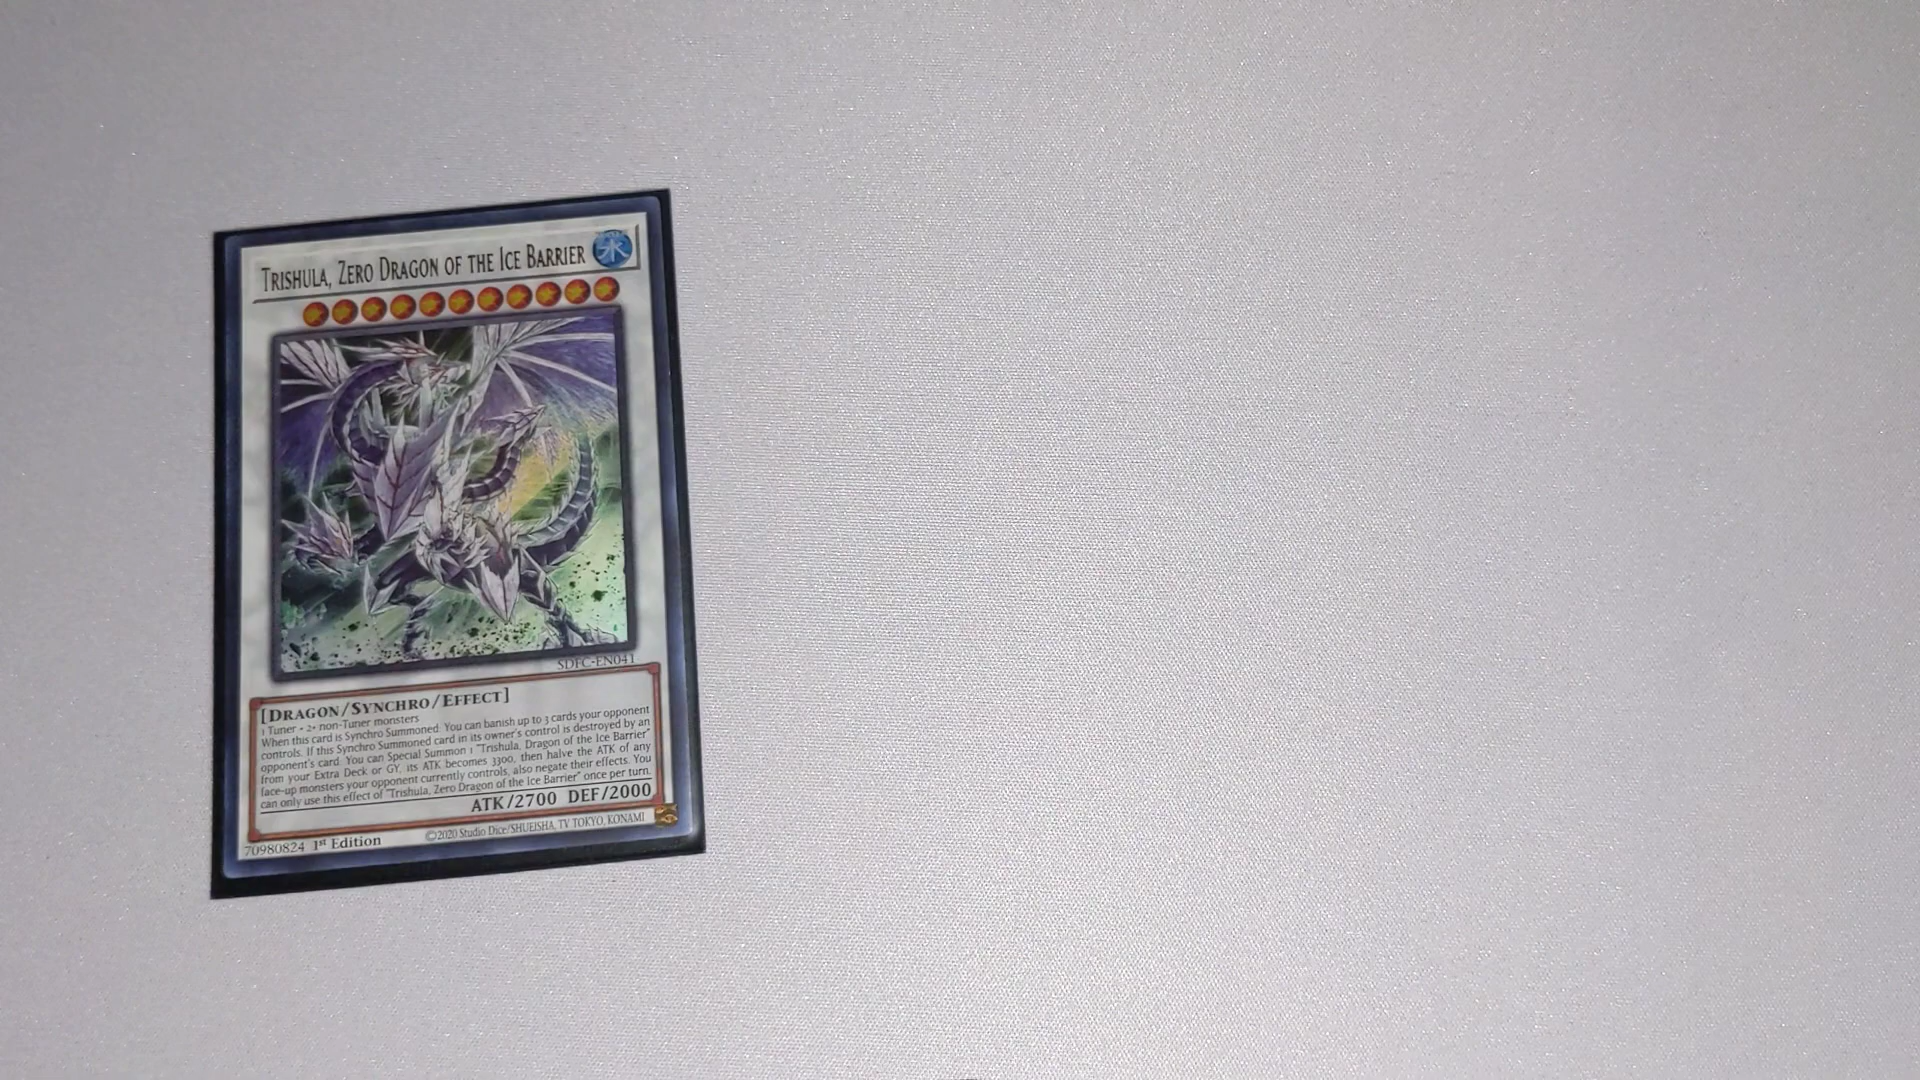 TRISHULA, ZERO DRAGON OF THE ICE BARRIER
水
SDFC-EN041
[DRAGON/SYNCHRO/EFFECT]
1 Tuner + 2+ non-Tuner monsters
When this card is Synchro Summoned: You can banish up to 3 cards your opponent
controls. If this Synchro Summoned card in its owner's control is destroyed by an
opponent's card: You can Special Summon 1 "Trishula, Dragon of the Ice Barrier"
from your Extra Deck or GY, its ATK becomes 3300, then halve the ATK of any
face-up monsters your opponent currently controls, also negate their effects. You
can only use this effect of "Trishula, Zero Dragon of the Ice Barrier" once per turn.
ATK/2700 DEF/2000
70980824 1st Edition ©2020 Studio Dice/SHUEISHA, TV TOKYO, KONAMI